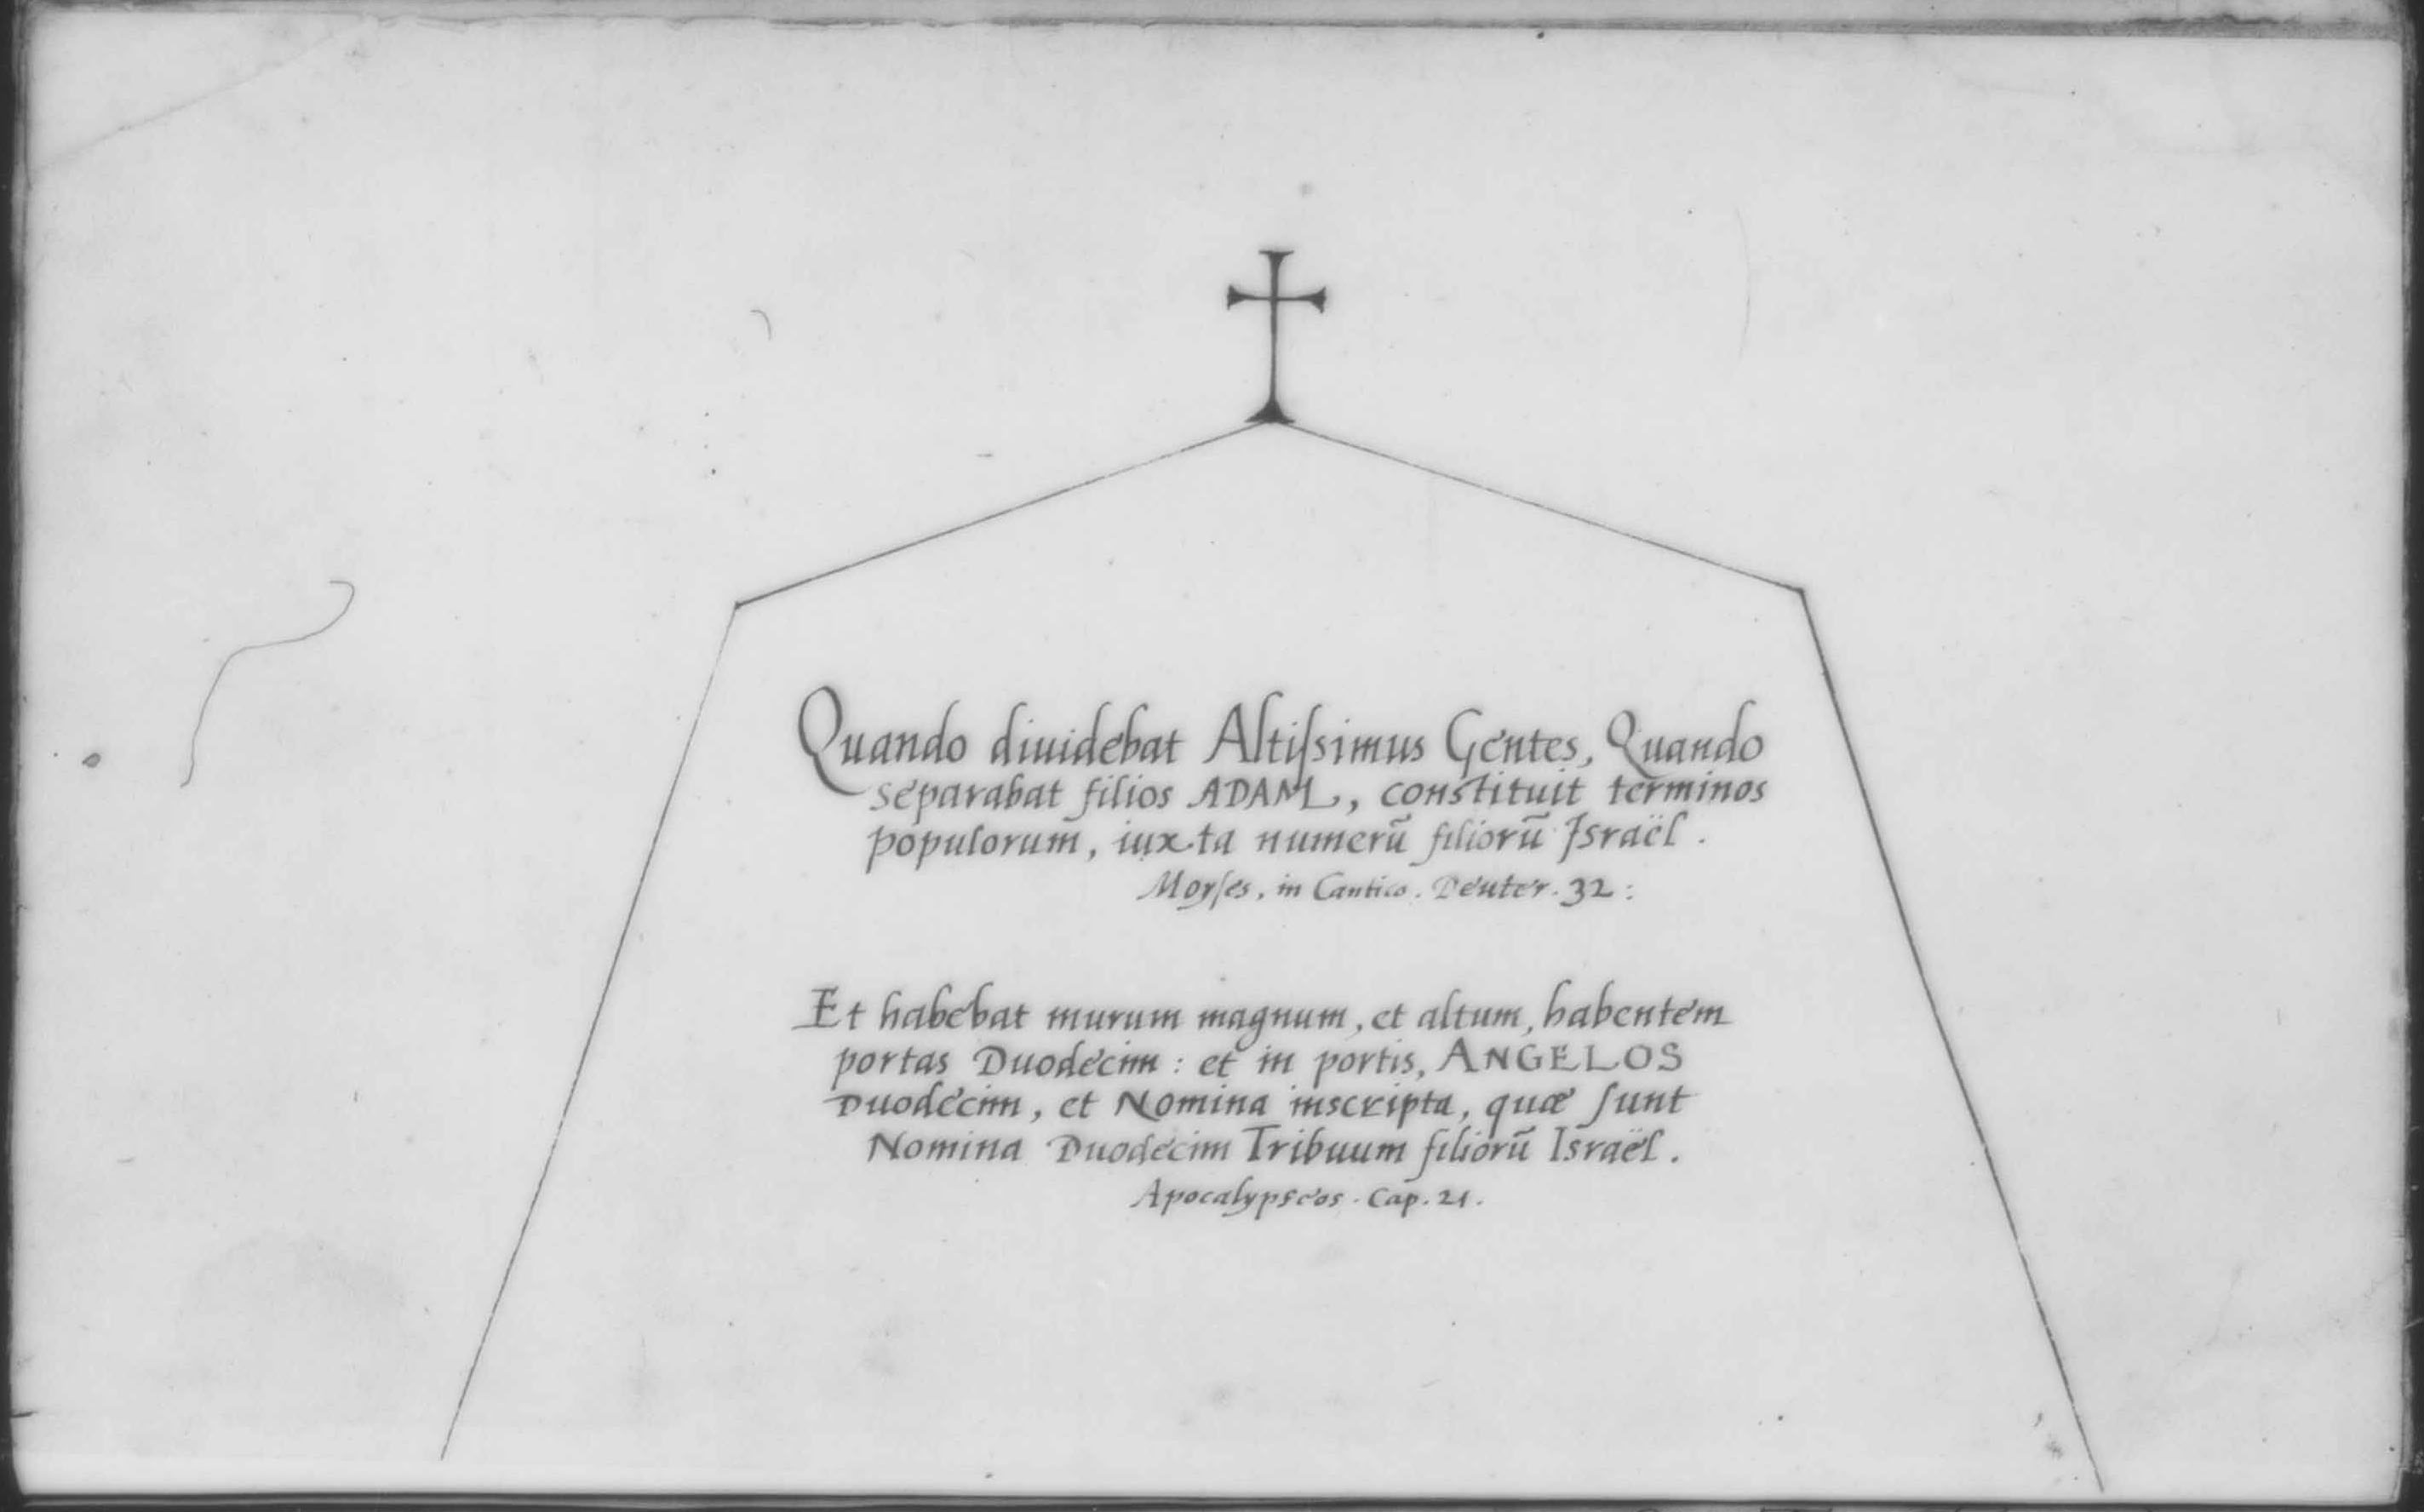 Quando diuidebat Altiſsimus Gentes, Quando
separabat filios ADAM, constituit terminos
populorum, iuxta numerū filiorū Israël.
Moyſes, in Cantico. Deuter. 32:
Et habebat murum magnum, et altum, habentem
portas Duodecim: et in portis, ANGELOS
Duodecim, et Nomina inscripta, quæ ſunt
Nomina Duodecim Tribuum filiorū Israël.
Apocalypseos. Cap. 21.